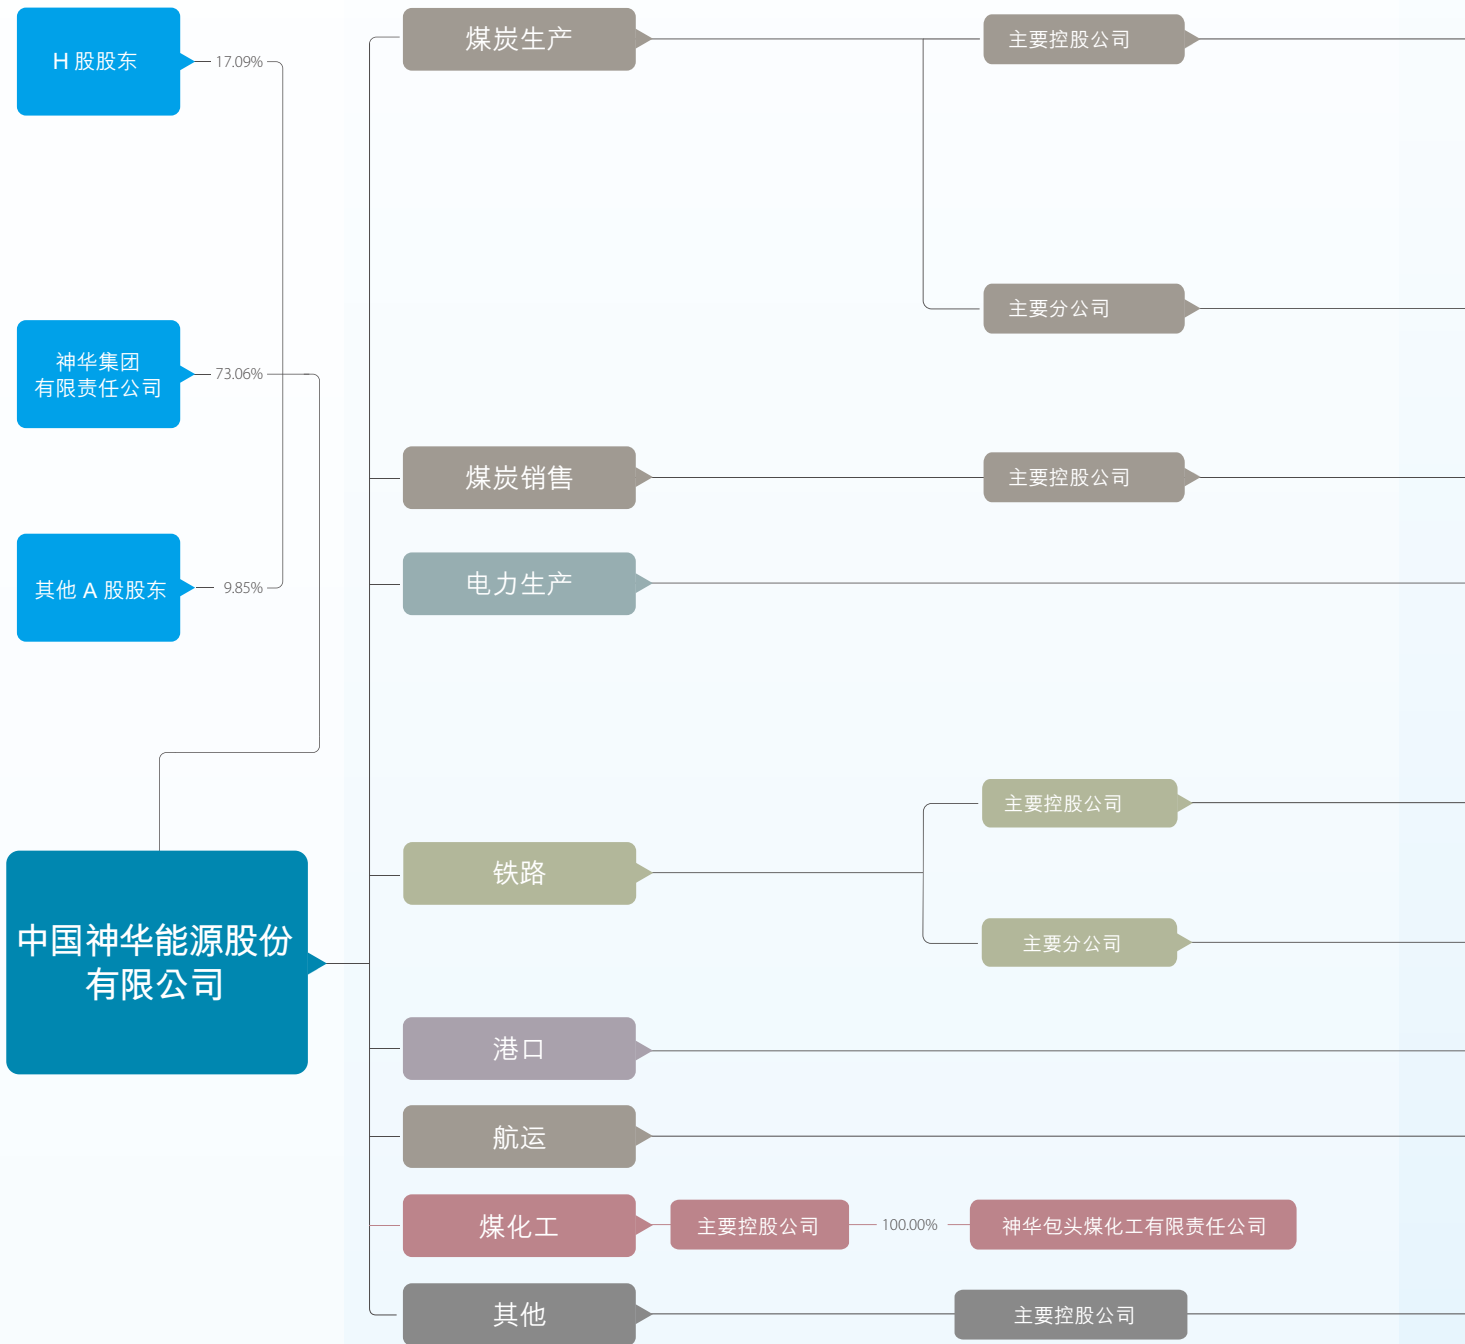 H 股股东
17.09%
神华集团
有限责任公司
73.06%
其他 A 股股东
9.85%
中国神华能源股份
有限公司
煤炭生产
主要控股公司
主要分公司
煤炭销售
主要控股公司
电力生产
铁路
主要控股公司
主要分公司
港口
航运
煤化工
主要控股公司
100.00%
神华包头煤化工有限责任公司
其他
主要控股公司